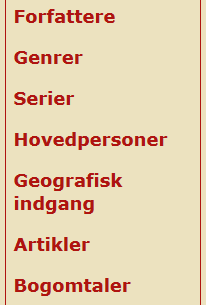 Forfattere
Genrer
Serier
Hovedpersoner
Geografisk
indgang
Artikler
Bogomtaler